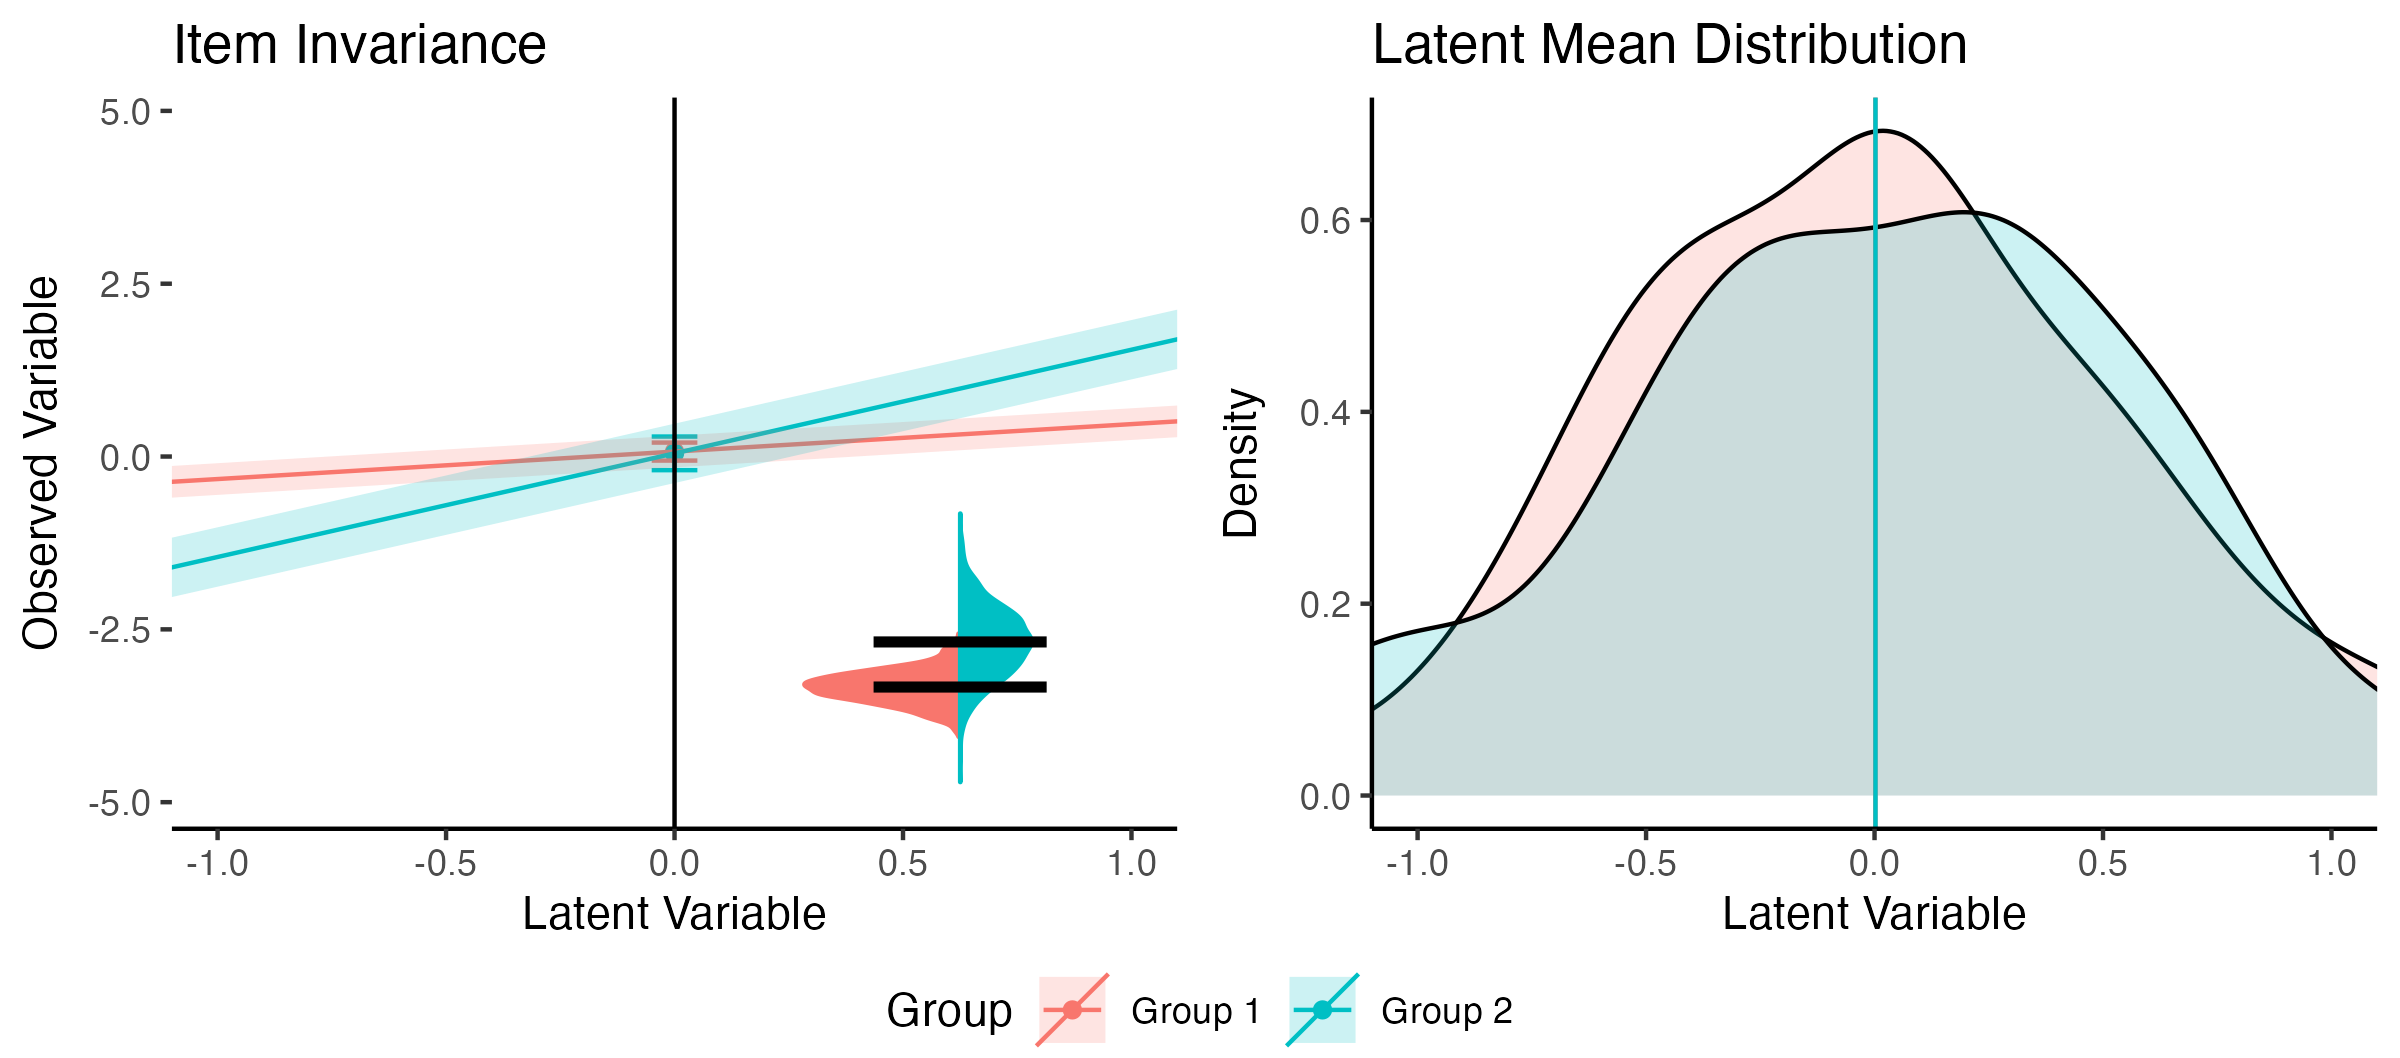 Item Invariance
Observed Variable
5.0
2.5
0.0
-2.5
-5.0
-1.0 -0.5 0.0 0.5 1.0
Latent Variable
Latent Mean Distribution
Density
0.6
0.4
0.2
0.0
-1.0 -0.5 0.0 0.5 1.0
Latent Variable
Group Group 1 Group 2